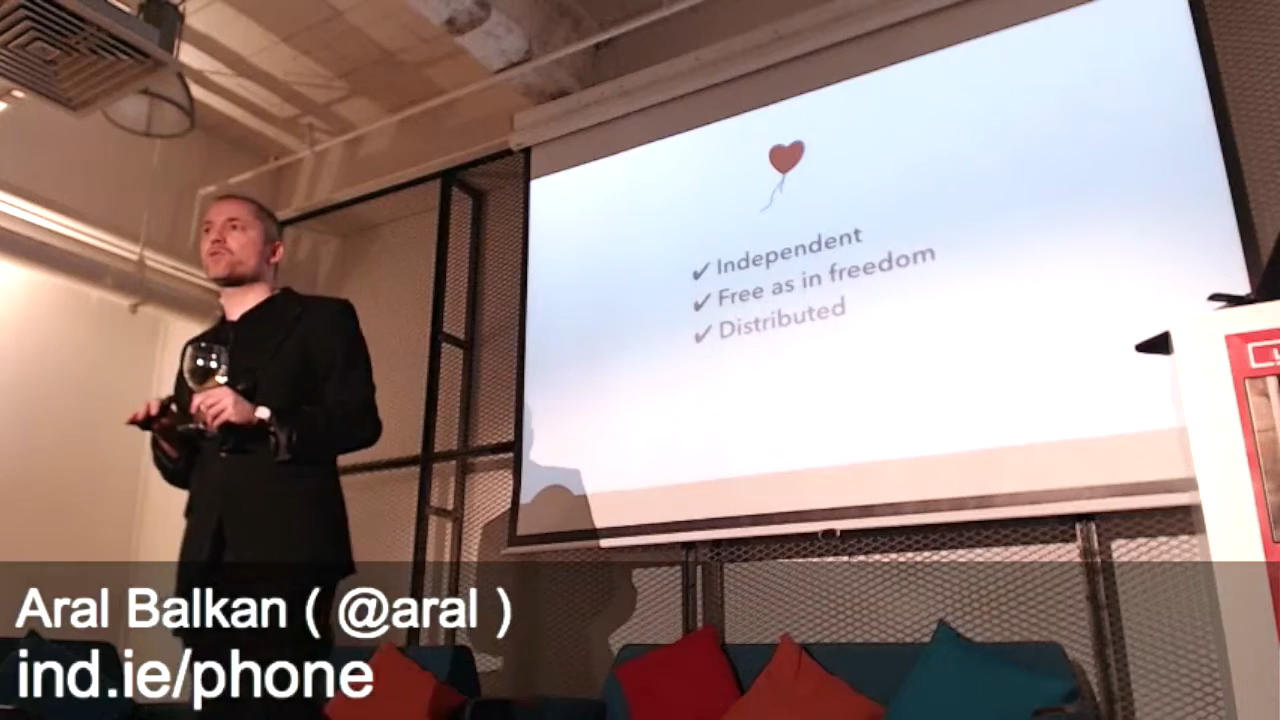 ✔ Independent
✔ Free as in freedom
✔ Distributed
Aral Balkan ( @aral )
ind.ie/phone